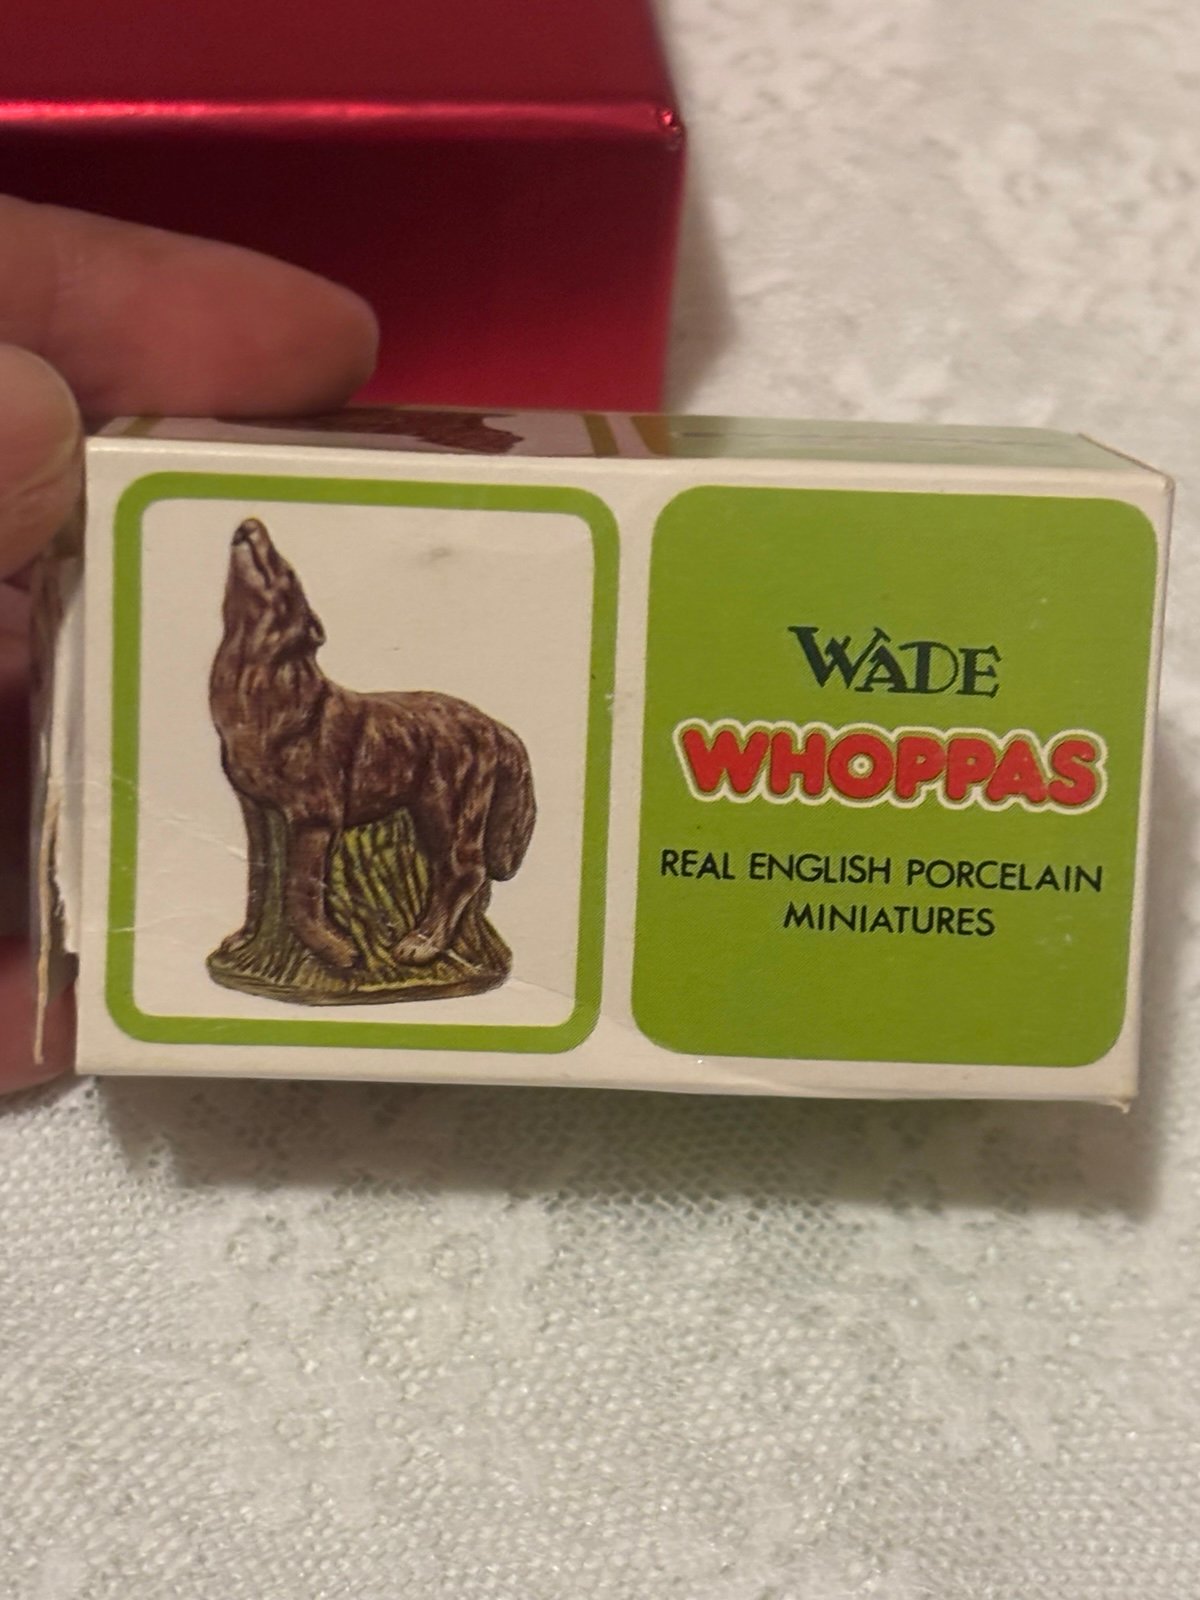 WADE
WHOPPAS
REAL ENGLISH PORCELAIN
MINIATURES